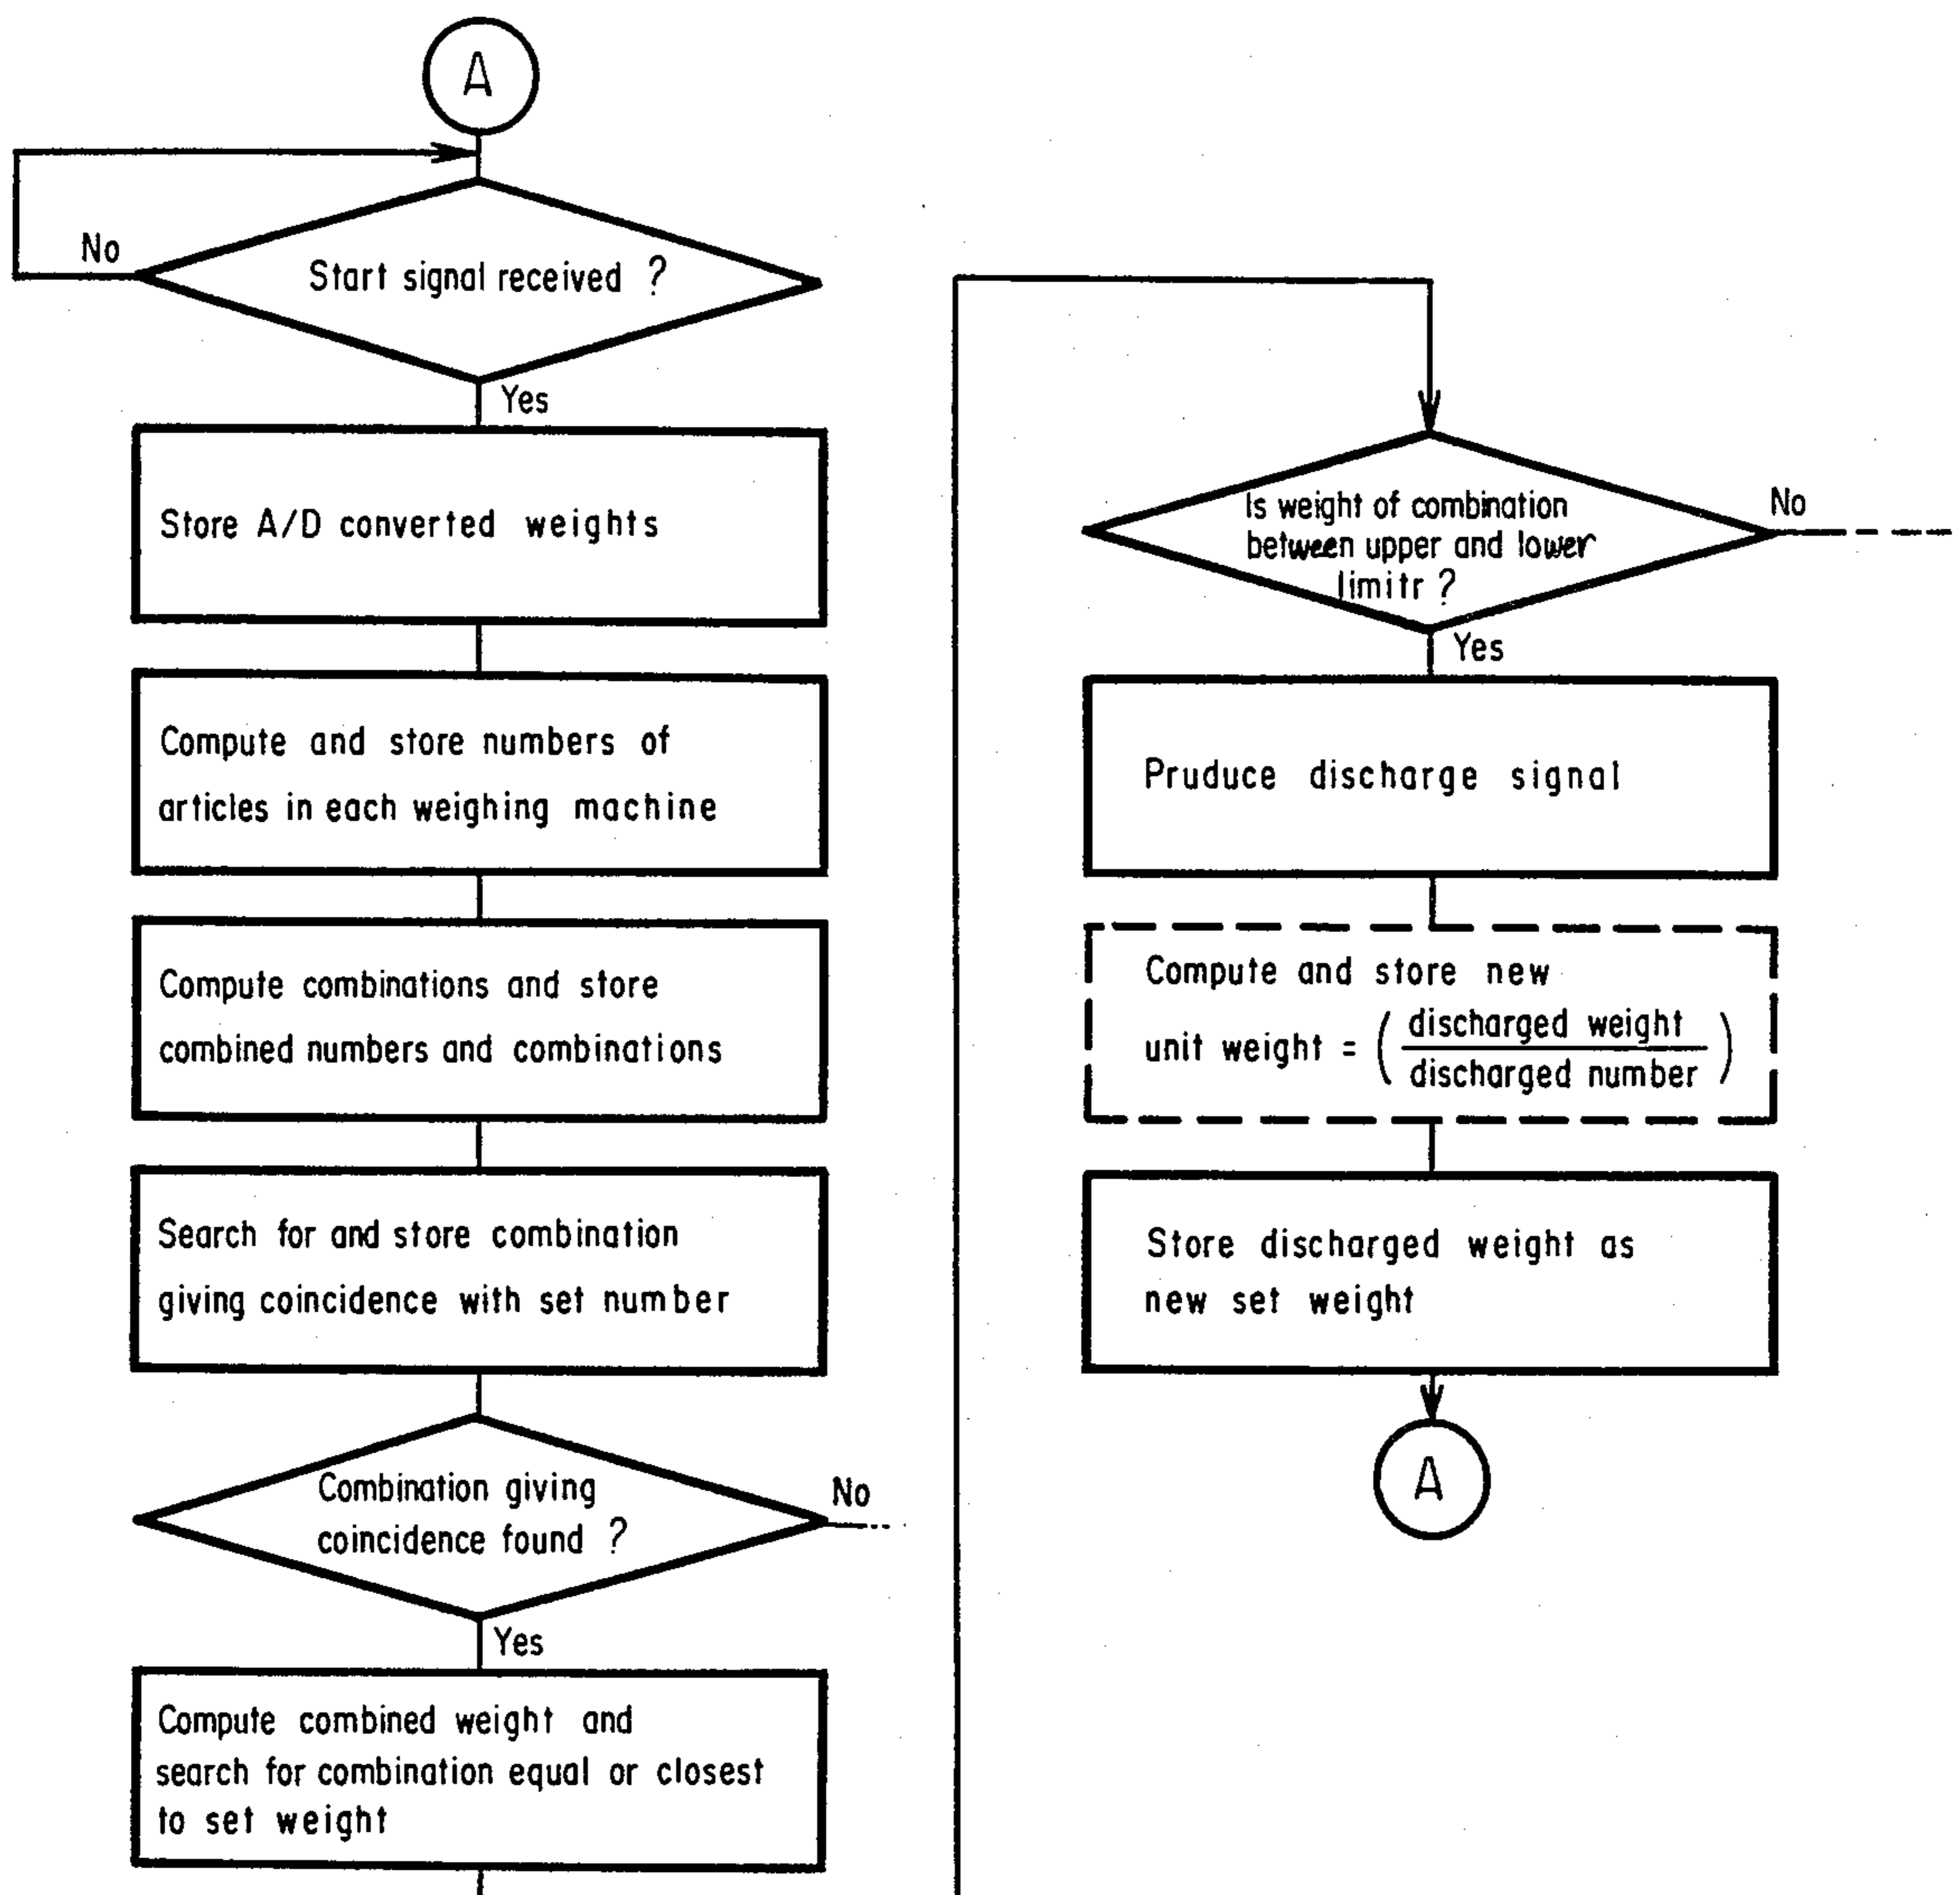 A
No
Start signal received ?
Yes
Store A/D converted weights
Compute and store numbers of
articles in each weighing machine
Compute combinations and store
combined numbers and combinations
Search for and store combination
giving coincidence with set number
Combination giving
coincidence found ?
No
Yes
Compute combined weight and
search for combination equal or closest
to set weight
Is weight of combination
between upper and lower
limitr ?
No
Yes
Pruduce discharge signal
Compute and store new
unit weight = ( discharged weight
discharged number )
Store discharged weight as
new set weight
A